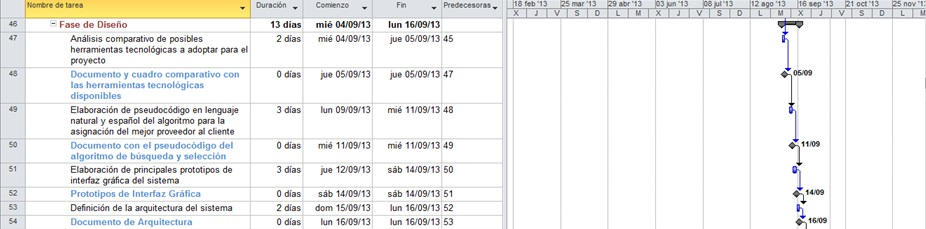 Nombre de tarea Duración Comienzo Fin Predecesoras 18 feb '13 25 mar '13 29 abr '13 03 jun '13 08 jul '13 12 ago '13 16 sep '13 21 oct '13 25 nov '13
X J V S D L M X J V S D L M X J V
46 Fase de Diseño 13 días mié 04/09/13 lun 16/09/13
47 Análisis comparativo de posibles 2 días mié 04/09/13 jue 05/09/13 45
herramientas tecnológicas a adoptar para el
proyecto
48 Documento y cuadro comparativo con 0 días jue 05/09/13 jue 05/09/13 47 05/09
las herramientas tecnológicas
disponibles
49 Elaboración de pseudocódigo en lenguaje 3 días lun 09/09/13 mié 11/09/13 48
natural y español del algoritmo para la
asignación del mejor proveedor al cliente
50 Documento con el pseudocódigo del 0 días mié 11/09/13 mié 11/09/13 49 11/09
algoritmo de búsqueda y selección
51 Elaboración de principales prototipos de 3 días jue 12/09/13 sáb 14/09/13 50
interfaz gráfica del sistema
52 Prototipos de Interfaz Gráfica 0 días sáb 14/09/13 sáb 14/09/13 51 14/09
53 Definición de la arquitectura del sistema 2 días dom 15/09/13 lun 16/09/13 52
54 Documento de Arquitectura 0 días lun 16/09/13 lun 16/09/13 53 16/09